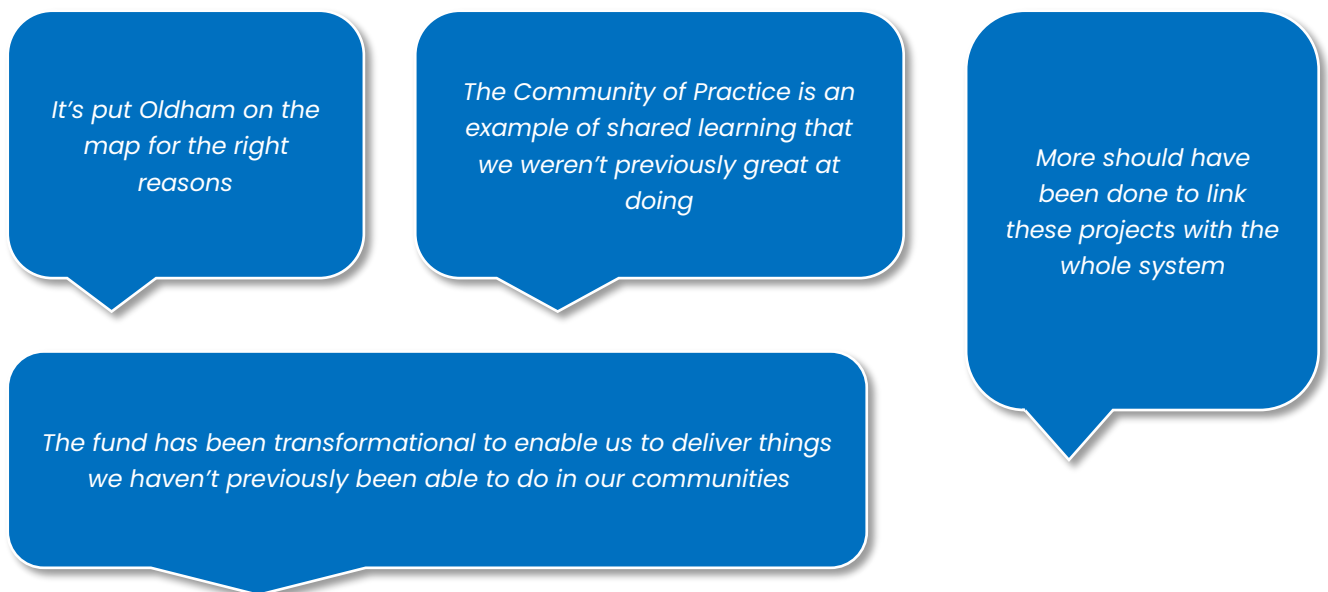 It’s put Oldham on the
map for the right
reasons
The Community of Practice is an
example of shared learning that
we weren’t previously great at
doing
More should have
been done to link
these projects with the
whole system
The fund has been transformational to enable us to deliver things
we haven’t previously been able to do in our communities